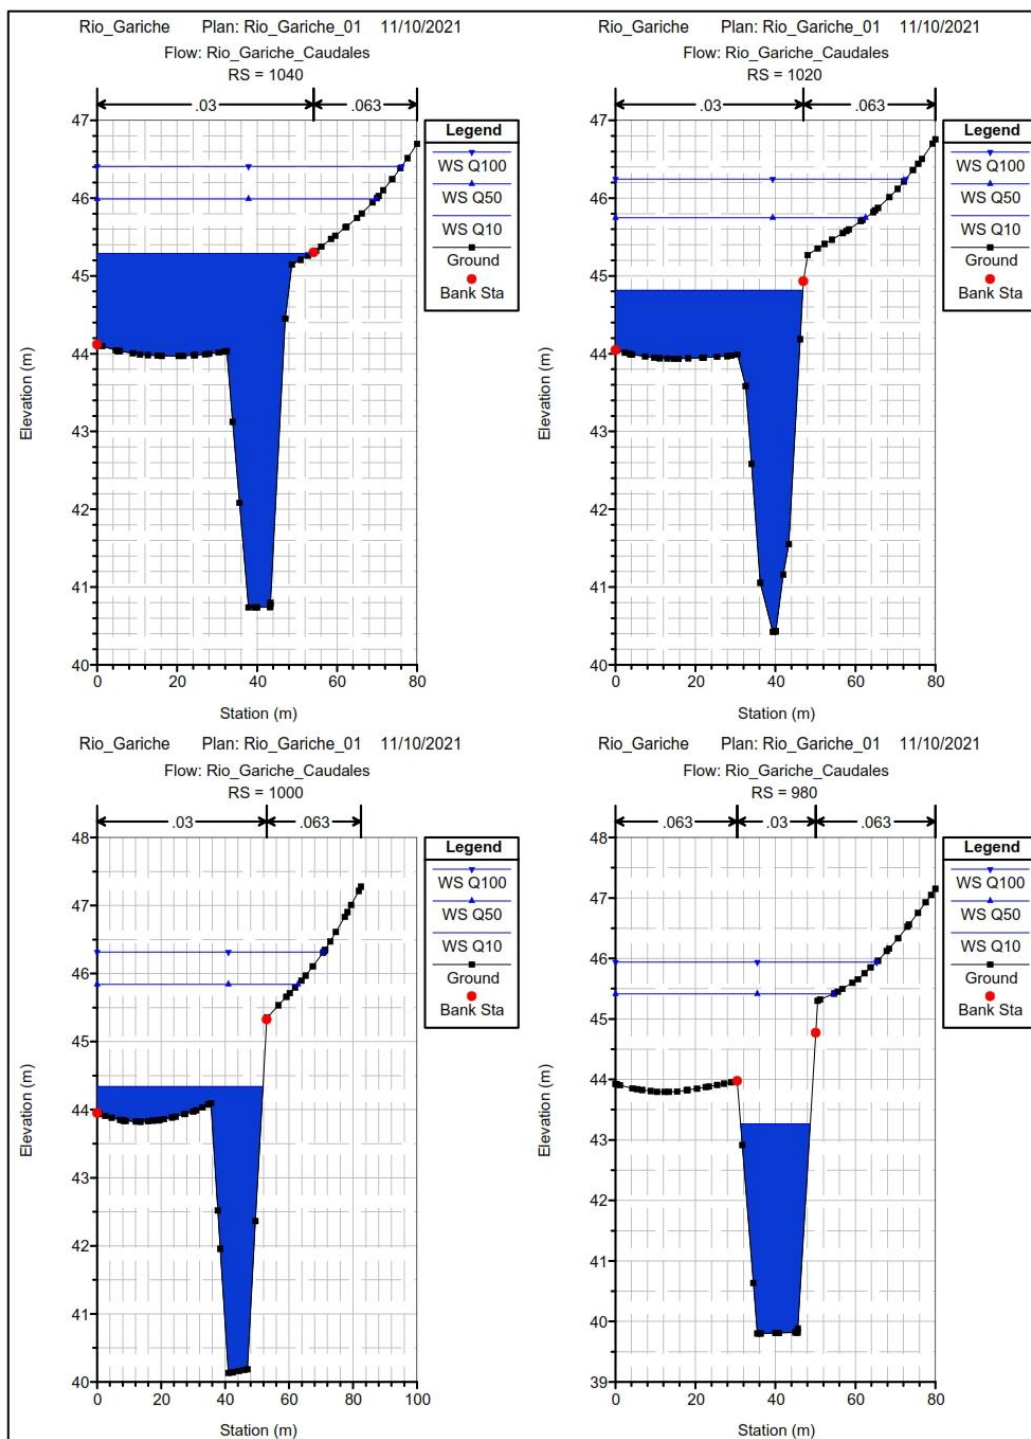 Rio_Gariche Plan: Rio_Gariche_01 11/10/2021
Flow: Rio_Gariche_Caudales
RS = 1040
.03 .063
47
46
45
44
43
42
41
40
Elevation (m)
0 20 40 60 80
Station (m)
Legend
WS Q100
WS Q50
WS Q10
Ground
Bank Sta
Rio_Gariche Plan: Rio_Gariche_01 11/10/2021
Flow: Rio_Gariche_Caudales
RS = 1020
.03 .063
47
46
45
44
43
42
41
40
Elevation (m)
0 20 40 60 80
Station (m)
Legend
WS Q100
WS Q50
WS Q10
Ground
Bank Sta
Rio_Gariche Plan: Rio_Gariche_01 11/10/2021
Flow: Rio_Gariche_Caudales
RS = 1000
.03 .063
48
47
46
45
44
43
42
41
40
Elevation (m)
0 20 40 60 80 100
Station (m)
Legend
WS Q100
WS Q50
WS Q10
Ground
Bank Sta
Rio_Gariche Plan: Rio_Gariche_01 11/10/2021
Flow: Rio_Gariche_Caudales
RS = 980
.063 .03 .063
48
47
46
45
44
43
42
41
40
39
Elevation (m)
0 20 40 60 80
Station (m)
Legend
WS Q100
WS Q50
WS Q10
Ground
Bank Sta